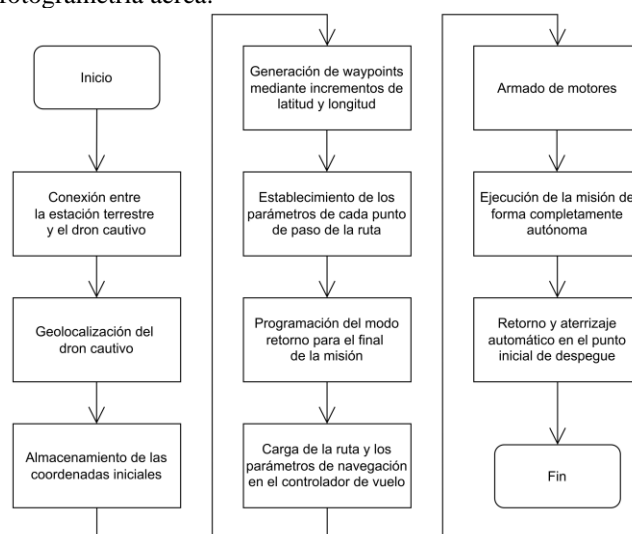 fotogrametría aérea.
Inicio
Conexión entre
la estación terrestre
y el dron cautivo
Geolocalización del
dron cautivo
Almacenamiento de las
coordenadas iniciales
Generación de waypoints
mediante incrementos de
latitud y longitud
Establecimiento de los
parámetros de cada punto
de paso de la ruta
Programación del modo
retorno para el final
de la misión
Carga de la ruta y los
parámetros de navegación
en el controlador de vuelo
Armado de motores
Ejecución de la misión de
forma completamente
autónoma
Retorno y aterrizaje
automático en el punto
inicial de despegue
Fin